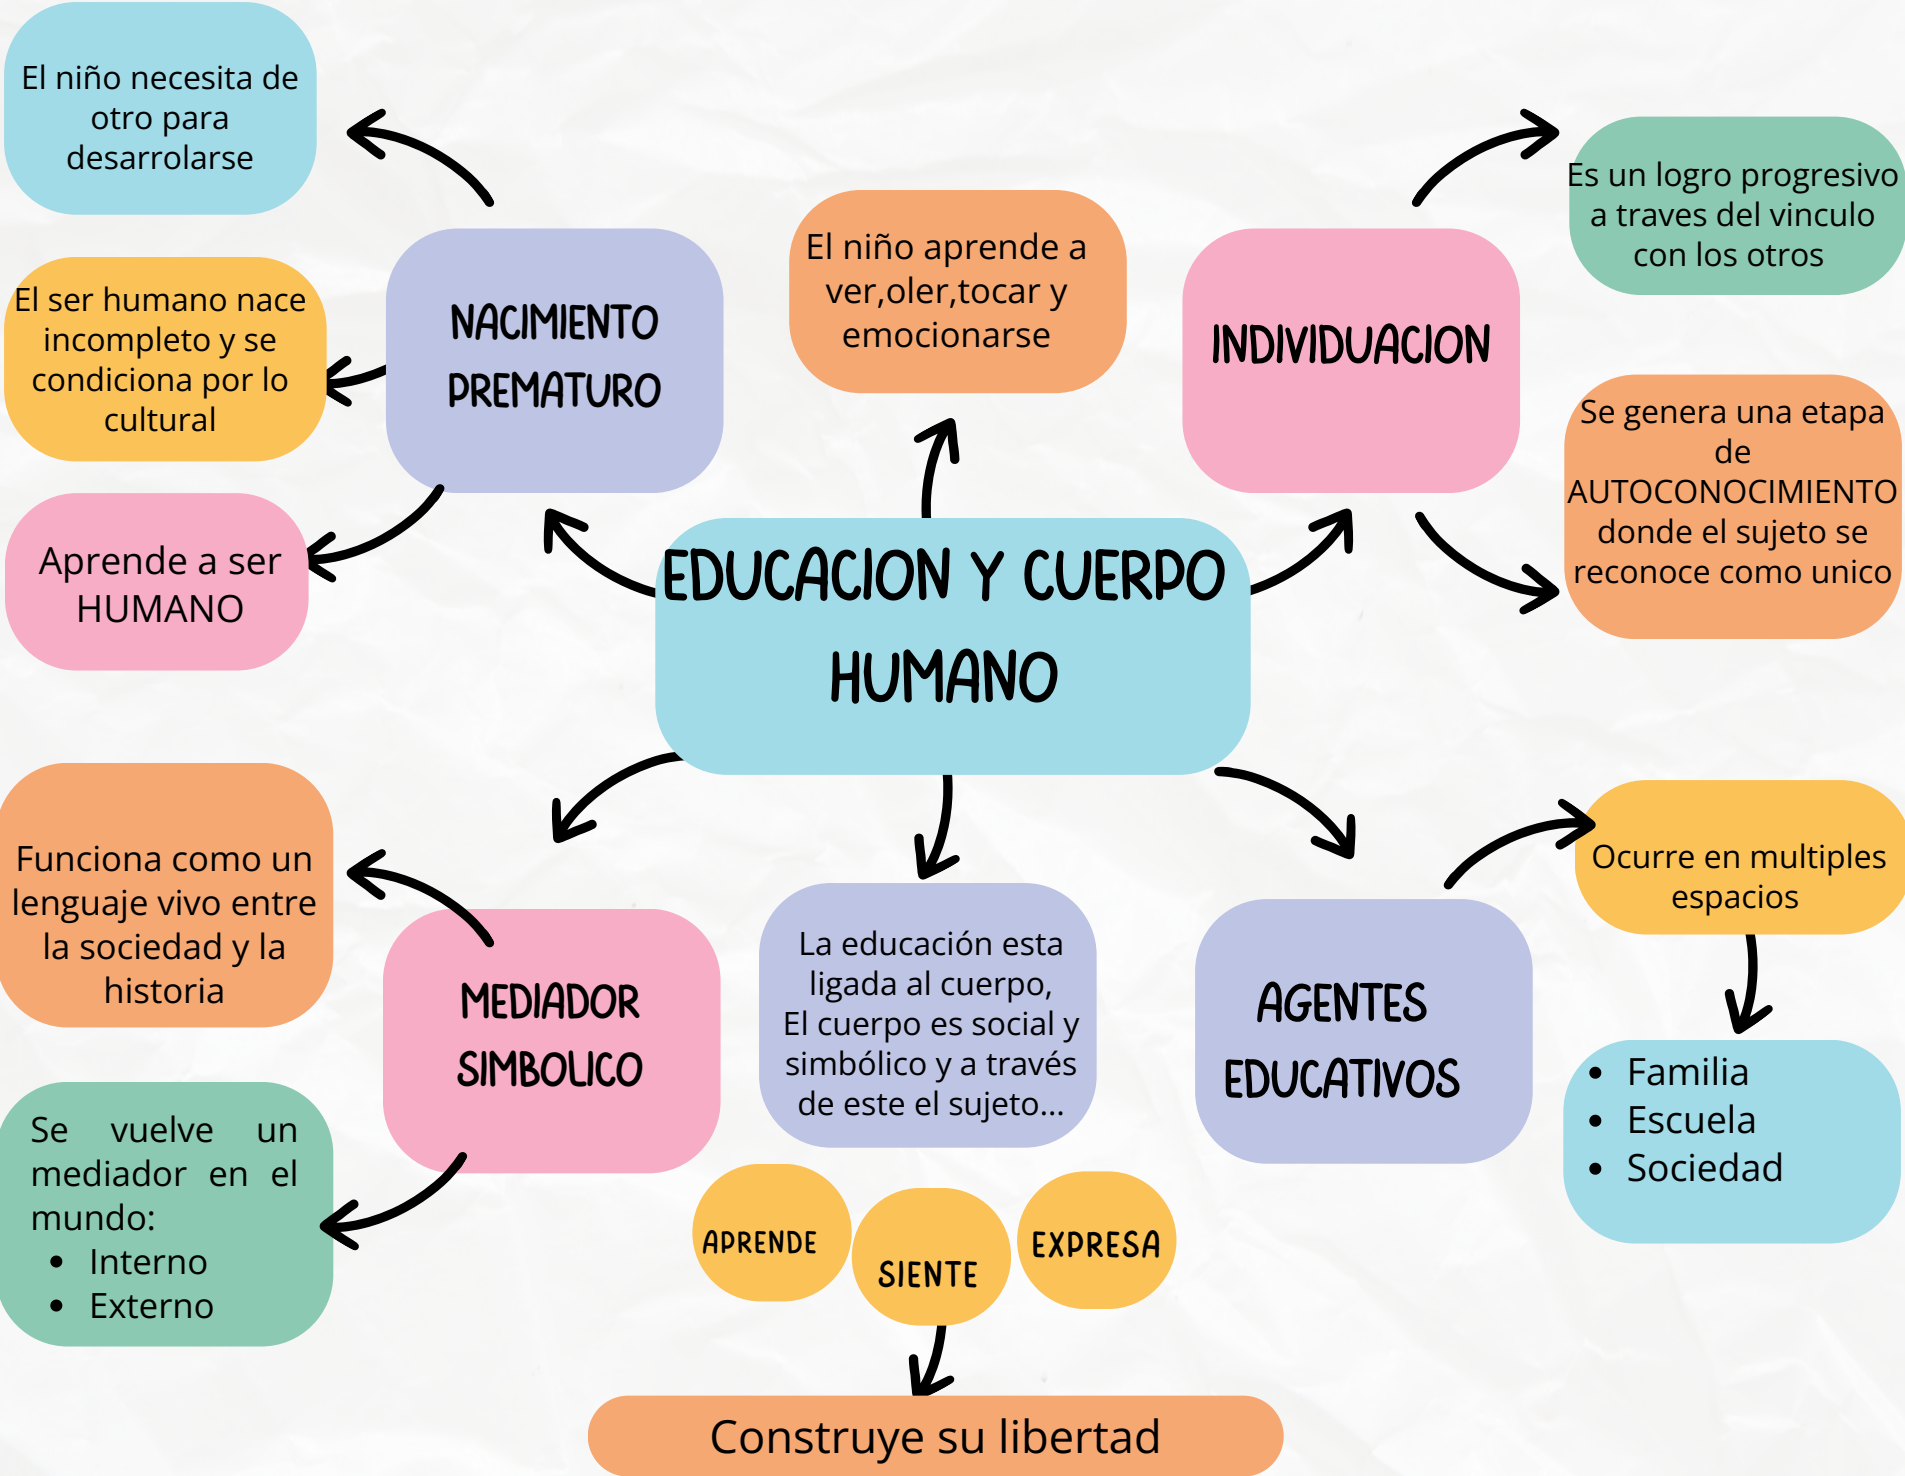 El niño necesita de
otro para
desarrolarse
El ser humano nace
incompleto y se
condiciona por lo
cultural
Aprende a ser
HUMANO
NACIMIENTO
PREMATURO
El niño aprende a
ver,oler,tocar y
emocionarse
INDIVIDUACION
Es un logro progresivo
a traves del vinculo
con los otros
Se genera una etapa
de
AUTOCONOCIMIENTO
donde el sujeto se
reconoce como unico
EDUCACION Y CUERPO
HUMANO
Funciona como un
lenguaje vivo entre
la sociedad y la
historia
Se vuelve un
mediador en el
mundo:
• Interno
• Externo
MEDIADOR
SIMBOLICO
La educación esta
ligada al cuerpo,
El cuerpo es social y
simbólico y a través
de este el sujeto...
APRENDE
SIENTE
EXPRESA
Construye su libertad
AGENTES
EDUCATIVOS
Ocurre en multiples
espacios
• Familia
• Escuela
• Sociedad